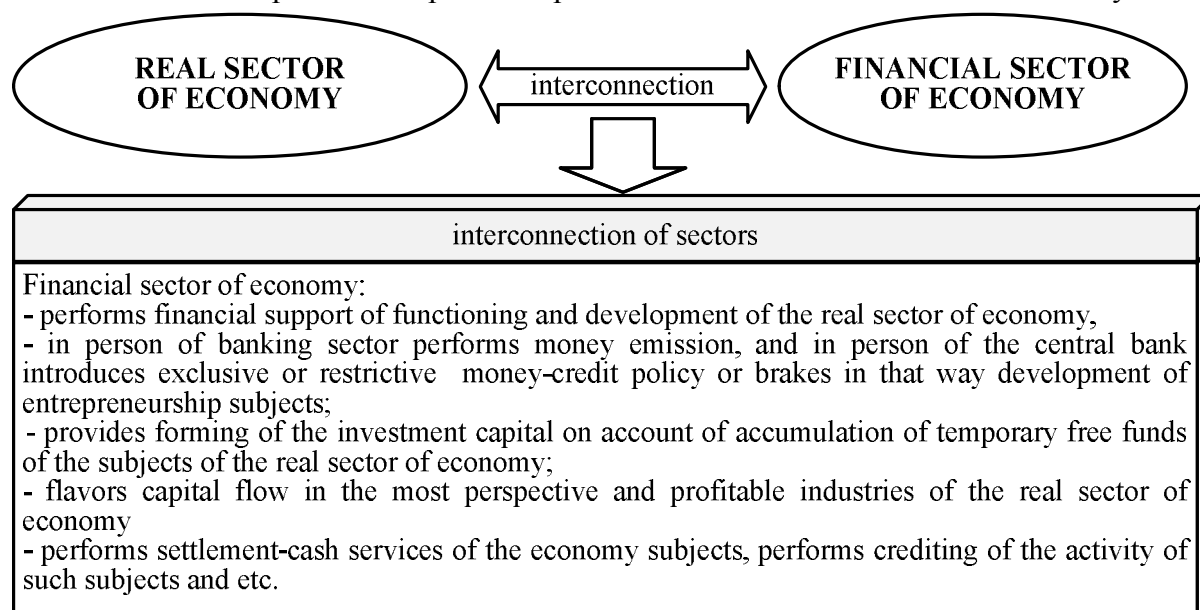 REAL SECTOR
OF ECONOMY
interconnection
FINANCIAL SECTOR
OF ECONOMY
interconnection of sectors
Financial sector of economy:
- performs financial support of functioning and development of the real sector of economy,
- in person of banking sector performs money emission, and in person of the central bank
introduces exclusive or restrictive money-credit policy or brakes in that way development of
entrepreneurship subjects;
- provides forming of the investment capital on account of accumulation of temporary free funds
of the subjects of the real sector of economy;
- flavors capital flow in the most perspective and profitable industries of the real sector of
economy
- performs settlement-cash services of the economy subjects, performs crediting of the activity of
such subjects and etc.